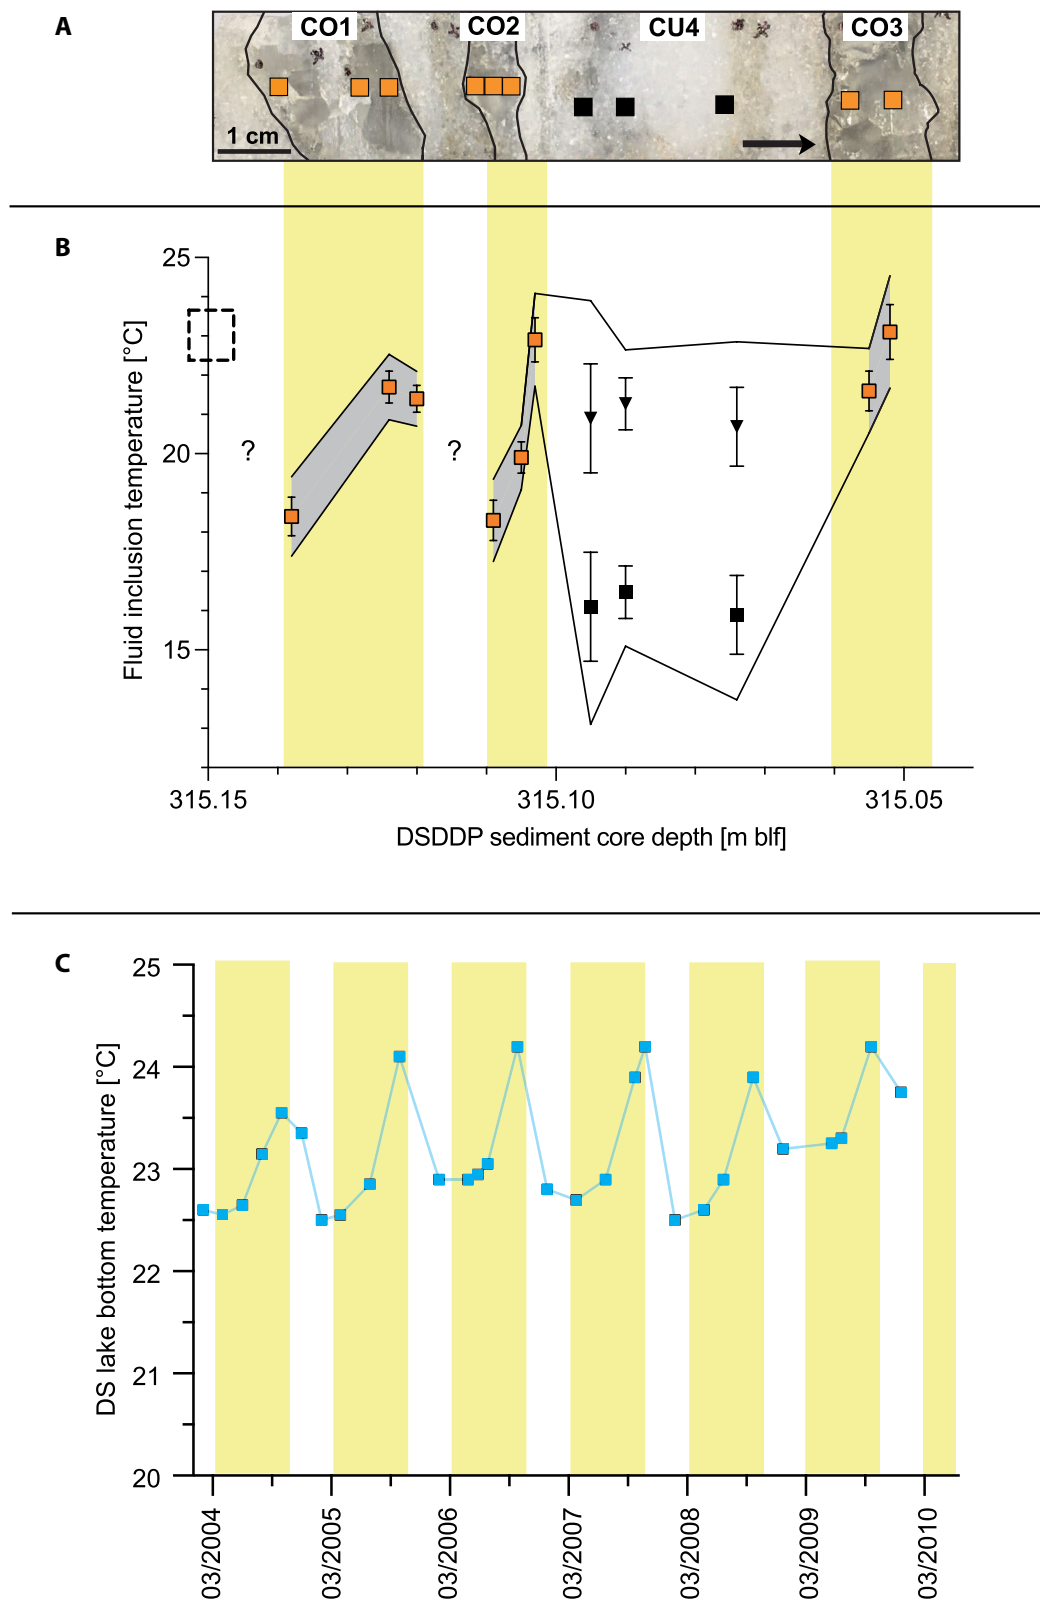 A
CO1 CO2 CU4 CO3
1 cm
B
25
20
15
Fluid inclusion temperature [°C]
? ?
315.15 315.10 315.05
DSDDP sediment core depth [m blf]
C
25
24
23
22
21
20
DS lake bottom temperature [°C]
03/2004 03/2005 03/2006 03/2007 03/2008 03/2009 03/2010